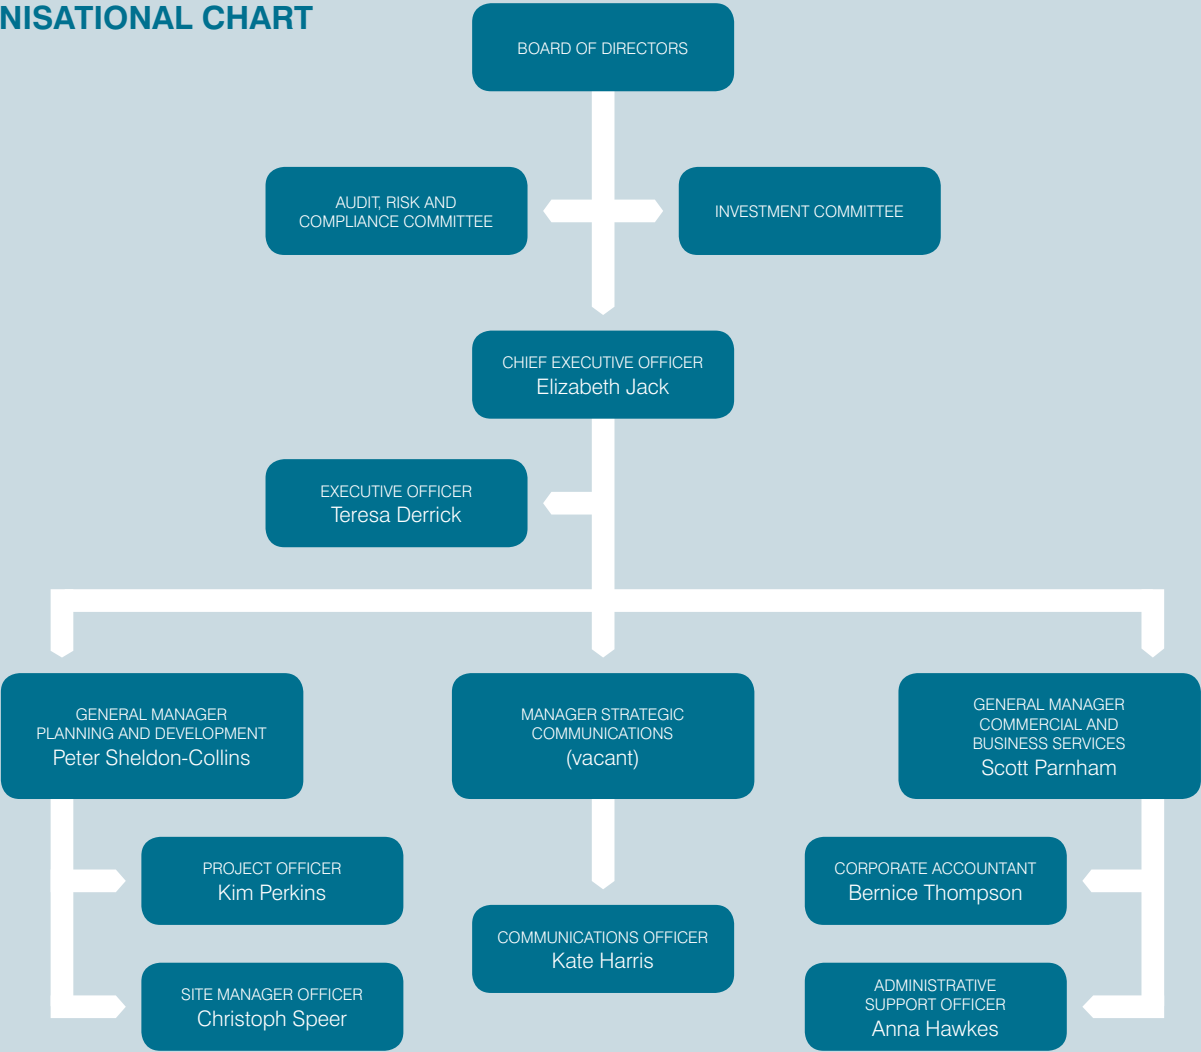 NISATIONAL CHART
BOARD OF DIRECTORS
AUDIT, RISK AND
COMPLIANCE COMMITTEE
INVESTMENT COMMITTEE
CHIEF EXECUTIVE OFFICER
Elizabeth Jack
EXECUTIVE OFFICER
Teresa Derrick
GENERAL MANAGER
PLANNING AND DEVELOPMENT
Peter Sheldon-Collins
MANAGER STRATEGIC
COMMUNICATIONS
(vacant)
GENERAL MANAGER
COMMERCIAL AND
BUSINESS SERVICES
Scott Parnham
PROJECT OFFICER
Kim Perkins
CORPORATE ACCOUNTANT
Bernice Thompson
COMMUNICATIONS OFFICER
Kate Harris
SITE MANAGER OFFICER
Christoph Speer
ADMINISTRATIVE
SUPPORT OFFICER
Anna Hawkes